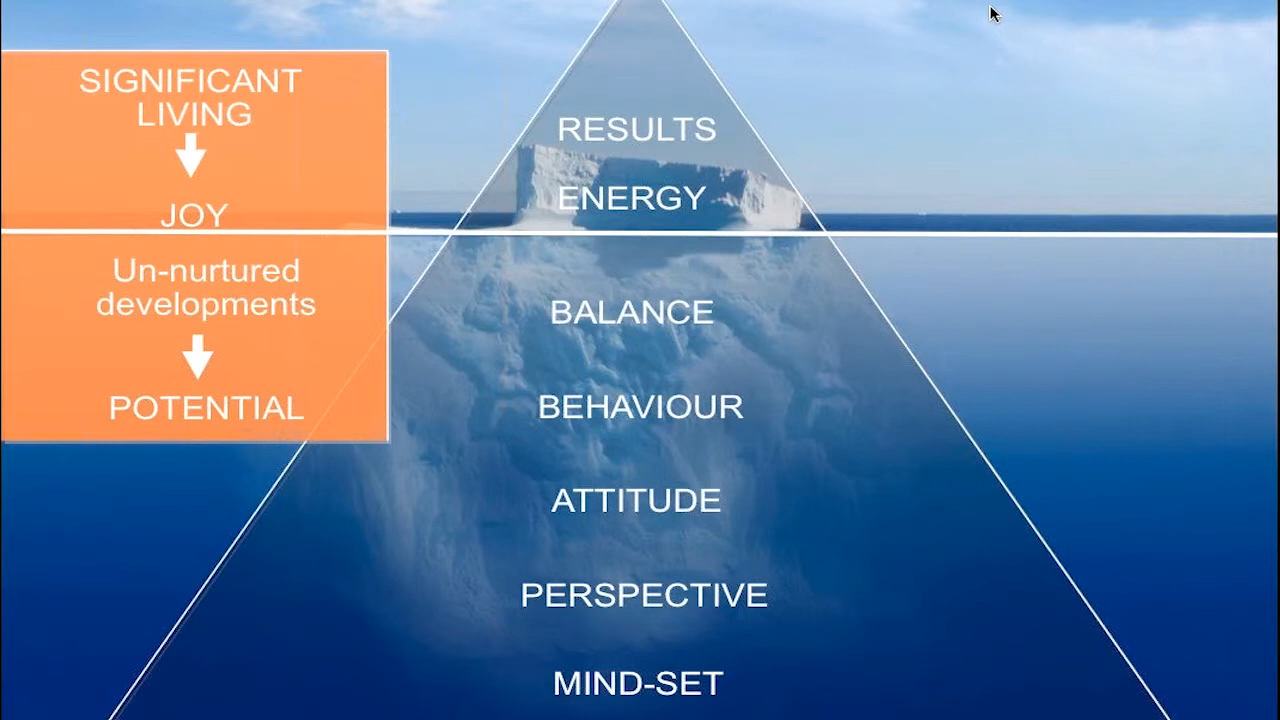 SIGNIFICANT
LIVING
JOY
Un-nurtured
developments
POTENTIAL
RESULTS
ENERGY
BALANCE
BEHAVIOUR
ATTITUDE
PERSPECTIVE
MIND-SET